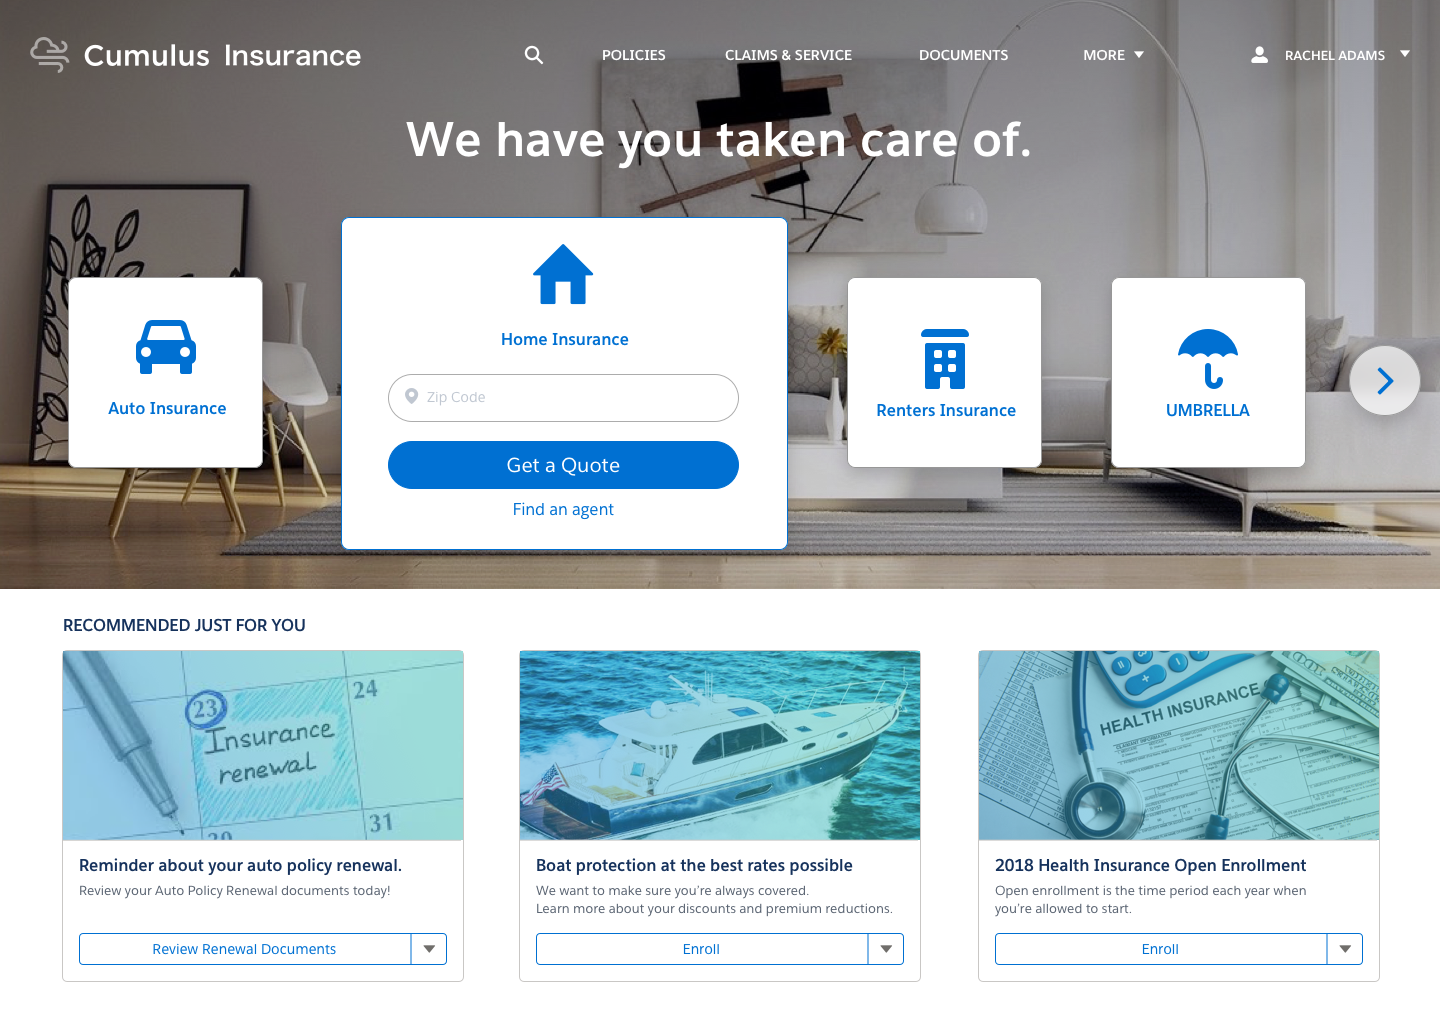 Cumulus Insurance
POLICIES
CLAIMS & SERVICE
DOCUMENTS
MORE
RACHEL ADAMS
We have you taken care of.
Auto Insurance
Home Insurance
Zip Code
Get a Quote
Find an agent
Renters Insurance
UMBRELLA
RECOMMENDED JUST FOR YOU
23
24
Insurance
renewal
30
31
HEALTH INSURANCE
Reminder about your auto policy renewal.
Review your Auto Policy Renewal documents today!
Review Renewal Documents
Boat protection at the best rates possible
We want to make sure you're always covered.
Learn more about your discounts and premium reductions.
Enroll
2018 Health Insurance Open Enrollment
Open enrollment is the time period each year when
you're allowed to start.
Enroll